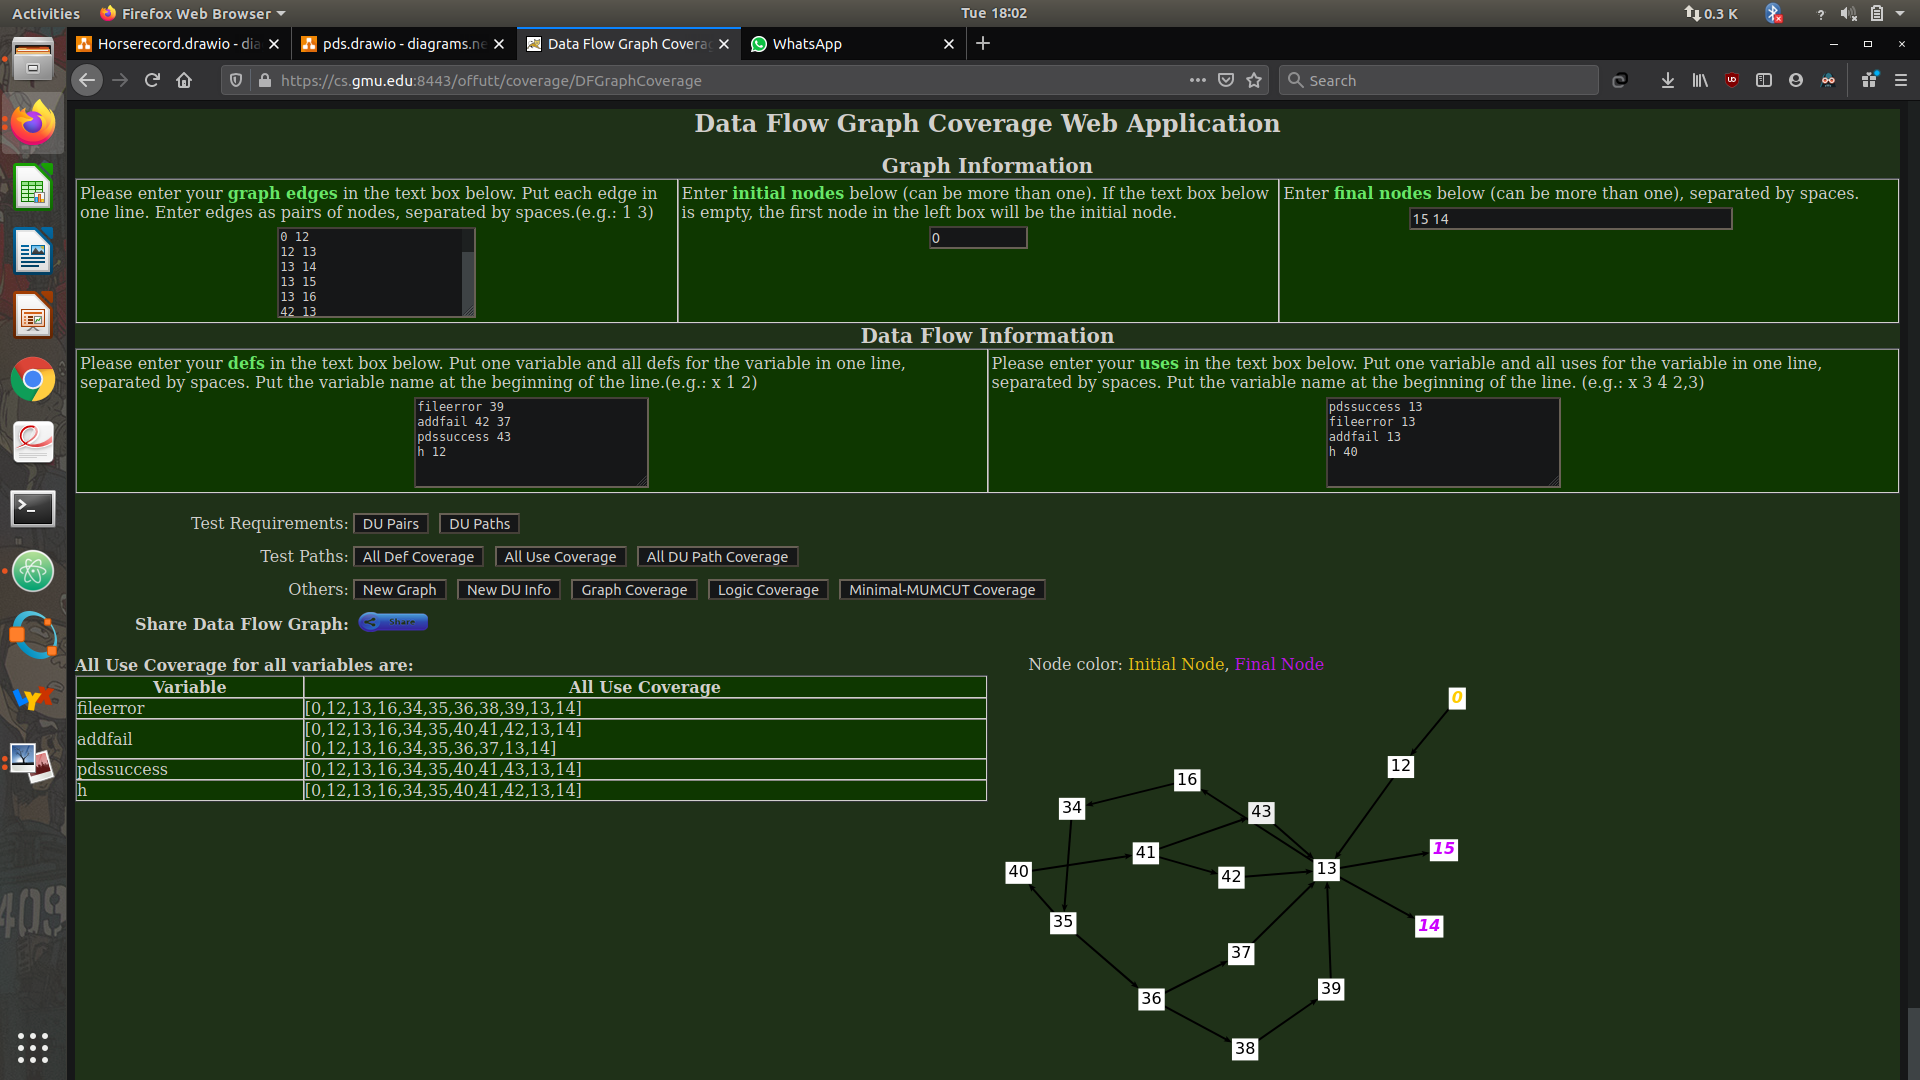 Activities
Firefox Web Browser
Tue 18:02
0.3 K
Horserecord.drawio - dia
pds.drawio - diagrams.ne
Data Flow Graph Coverag
WhatsApp
https://cs.gmu.edu:8443/offutt/coverage/DFGraphCoverage
Search
Data Flow Graph Coverage Web Application
Graph Information
Please enter your graph edges in the text box below. Put each edge in
one line. Enter edges as pairs of nodes, separated by spaces.(e.g.: 1 3)
0 12
12 13
13 14
13 15
13 16
42 13
Enter initial nodes below (can be more than one). If the text box below
is empty, the first node in the left box will be the initial node.
0
Enter final nodes below (can be more than one), separated by spaces.
15 14
Data Flow Information
Please enter your defs in the text box below. Put one variable and all defs for the variable in one line,
separated by spaces. Put the variable name at the beginning of the line.(e.g.: x 1 2)
fileerror 39
addfail 42 37
pdssuccess 43
h 12
Please enter your uses in the text box below. Put one variable and all uses for the variable in one line,
separated by spaces. Put the variable name at the beginning of the line. (e.g.: x 3 4 2,3)
pdssuccess 13
fileerror 13
addfail 13
h 40
Test Requirements: DU Pairs DU Paths
Test Paths: All Def Coverage All Use Coverage All DU Path Coverage
Others: New Graph New DU Info Graph Coverage Logic Coverage Minimal-MUMCUT Coverage
Share Data Flow Graph: Share
All Use Coverage for all variables are:
Variable All Use Coverage
fileerror [0,12,13,16,34,35,36,38,39,13,14]
addfail [0,12,13,16,34,35,40,41,42,13,14]
[0,12,13,16,34,35,36,37,13,14]
pdssuccess [0,12,13,16,34,35,40,41,43,13,14]
h [0,12,13,16,34,35,40,41,42,13,14]
Node color: Initial Node, Final Node
0
12
16
34
43
15
41
13
40
42
35
14
37
39
36
38